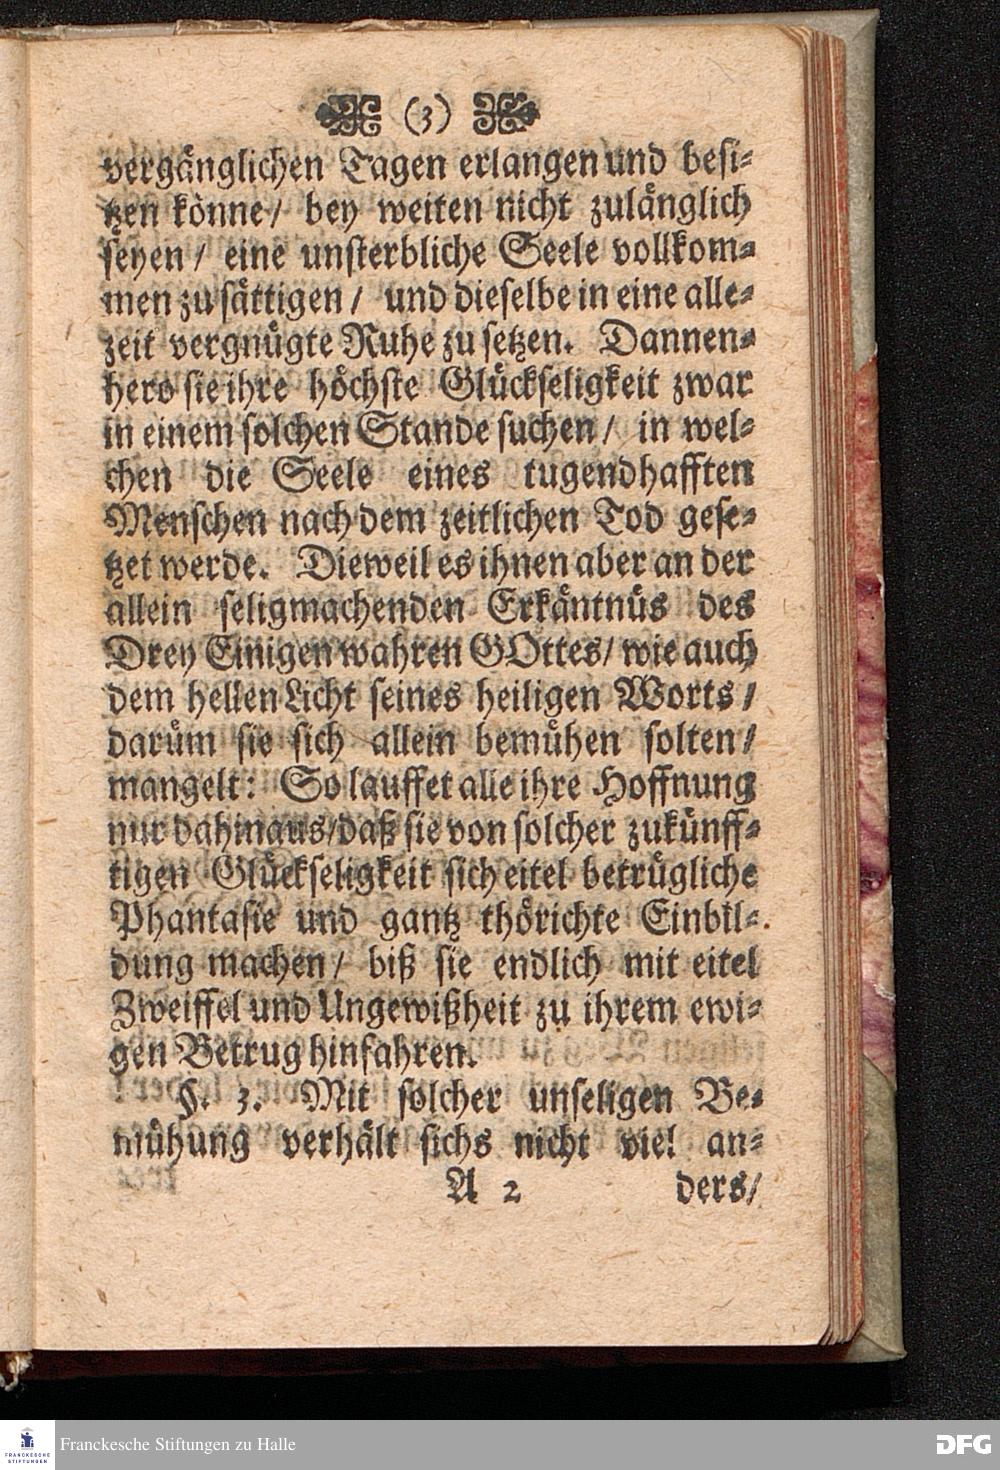 (3)
vergänglichen Tagen erlangen und besi-
tzen könne/ bey weiten nicht zulänglich
seyen/ eine unsterbliche Seele vollkom-
men zu sättigen/ und dieselbe in eine alle-
zeit vergnügte Ruhe zu setzen. Dannen-
hero sie ihre höchste Glückseligkeit zwar
in einem solchen Stande suchen/ in wel-
chen die Seele eines tugendhafften
Menschen nach dem zeitlichen Tod gese-
tzet werde. Dieweil es ihnen aber an der
allein seligmachenden Erkäntnüs des
Drey Einigen wahren GOttes/ wie auch
dem hellen Licht seines heiligen Worts/
darüm sie sich allein bemühen solten/
mangelt: So lauffet alle ihre Hoffnung
nur dahinaus/ daß sie von solcher zukünff-
tigen Glückseligkeit sich eitel betrügliche
Phantasie und gantz thörichte Einbil-
dung machen/ biß sie endlich mit eitel
Zweiffel und Ungewißheit zu ihrem ewi-
gen Betrug hinfahren.
§. 3. Mit solcher unseligen Be-
mühung verhält sichs nicht viel an-
A 2 ders/
Franckesche Stiftungen zu Halle
FRANCKESCHE
STIFTUNGEN
DFG